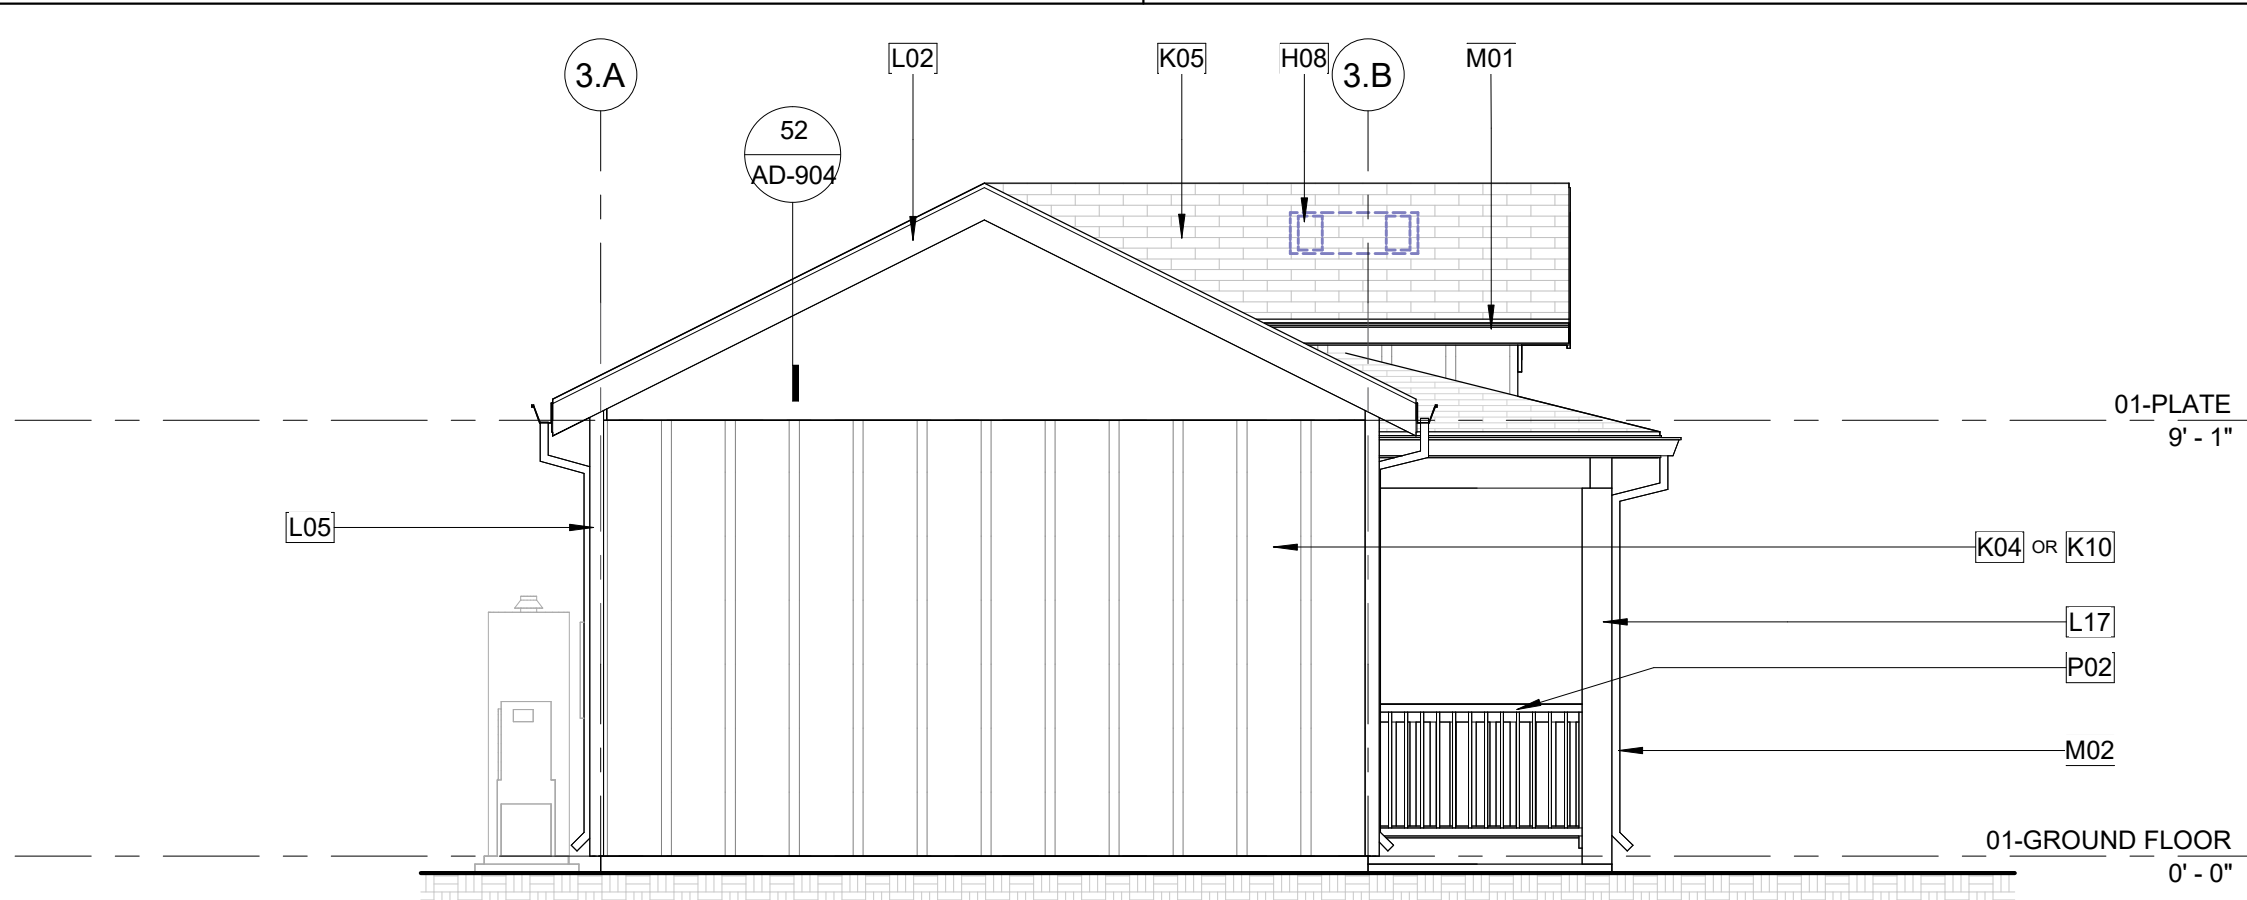 3.A
L02
K05
H08
3.B
M01
52
AD-904
01-PLATE
9' - 1"
L05
K04 OR K10
L17
P02
M02
01-GROUND FLOOR
0' - 0"